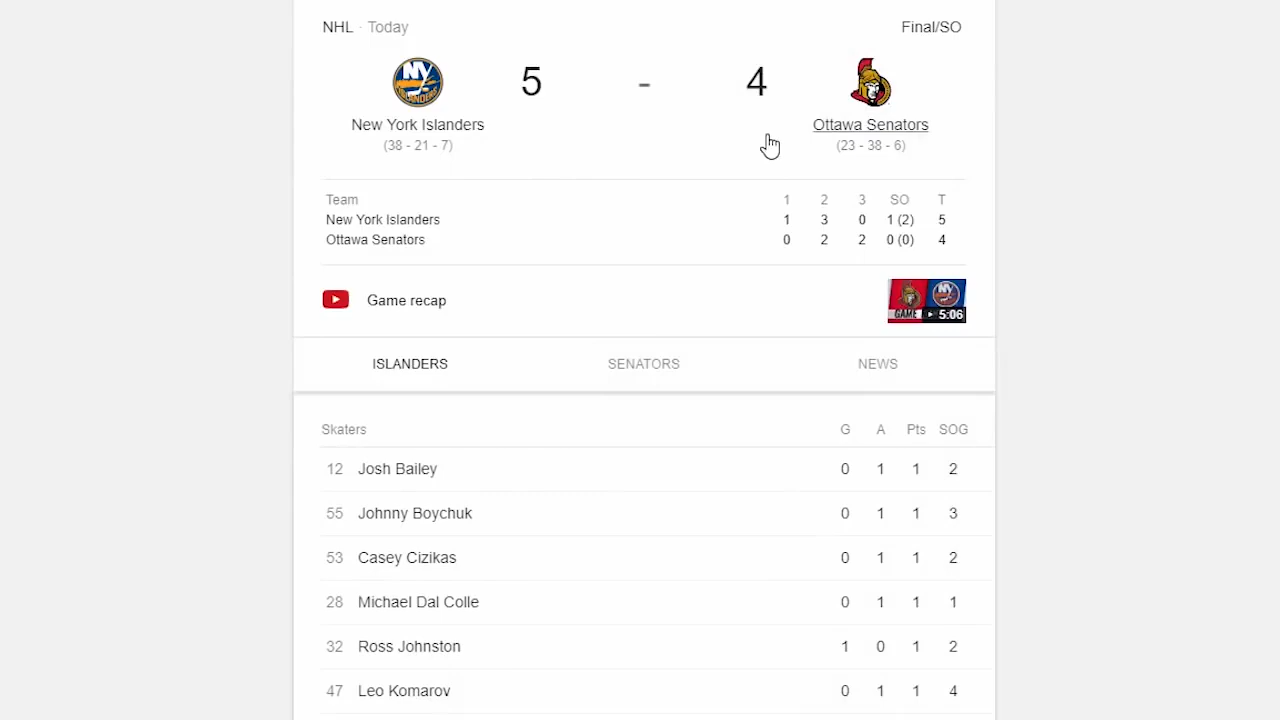 NHL · Today Final/SO
5 - 4
New York Islanders Ottawa Senators
(38 - 21 - 7) (23 - 38 - 6)
Team 1 2 3 SO T
New York Islanders 1 3 0 1 (2) 5
Ottawa Senators 0 2 2 0 (0) 4
Game recap
NY
GAME 5:06
ISLANDERS SENATORS NEWS
Skaters G A Pts SOG
12 Josh Bailey 0 1 1 2
55 Johnny Boychuk 0 1 1 3
53 Casey Cizikas 0 1 1 2
28 Michael Dal Colle 0 1 1 1
32 Ross Johnston 1 0 1 2
47 Leo Komarov 0 1 1 4